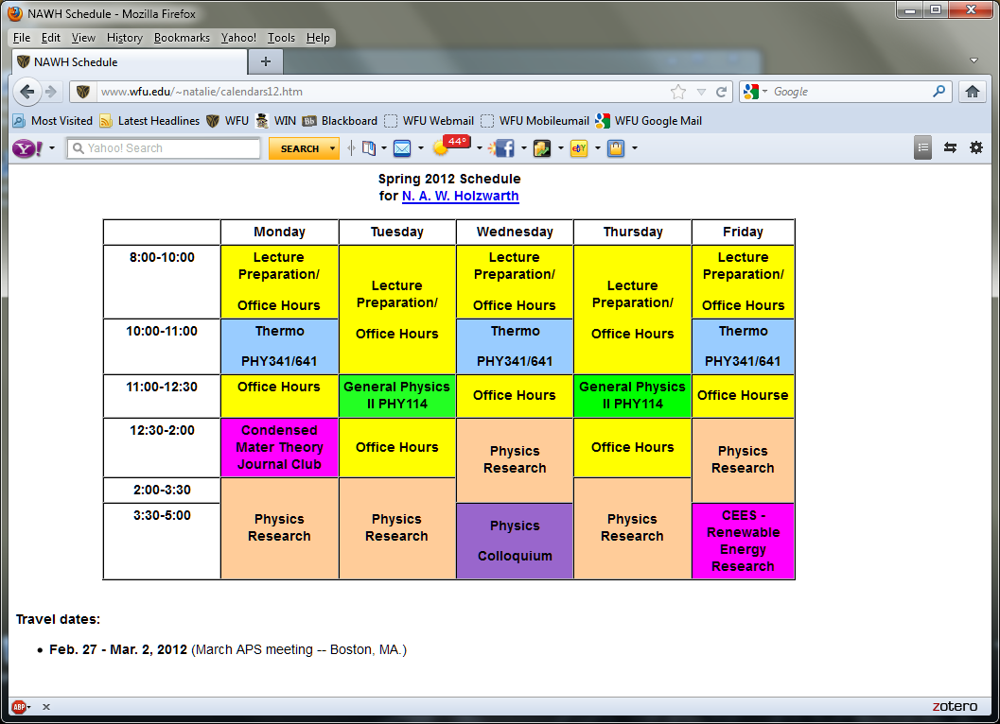 NAWH Schedule - Mozilla Firefox
File Edit View History Bookmarks Yahoo! Tools Help
NAWH Schedule
www.wfu.edu/~natalie/calendars12.htm
Google
Most Visited Latest Headlines WFU WIN Bb Blackboard WFU Webmail WFU Mobileumail WFU Google Mail
Y! Yahoo! Search SEARCH 44° ebY
Spring 2012 Schedule
for N. A. W. Holzwarth
Monday Tuesday Wednesday Thursday Friday
8:00-10:00
Lecture
Preparation/
Office Hours
Lecture
Preparation/
Office Hours
Lecture
Preparation/
Office Hours
Lecture
Preparation/
Office Hours
Lecture
Preparation/
Office Hours
10:00-11:00
Thermo
PHY341/641
Thermo
PHY341/641
Thermo
PHY341/641
11:00-12:30
Office Hours
General Physics
II PHY114
Office Hours
General Physics
II PHY114
Office Hourse
12:30-2:00
Condensed
Mater Theory
Journal Club
Office Hours
Physics
Research
Office Hours
Physics
Research
2:00-3:30
Physics
Research
Physics
Research
Physics
Research
3:30-5:00
Physics
Colloquium
CEES -
Renewable
Energy
Research
Travel dates:
• Feb. 27 - Mar. 2, 2012 (March APS meeting -- Boston, MA.)
ABP
zotero